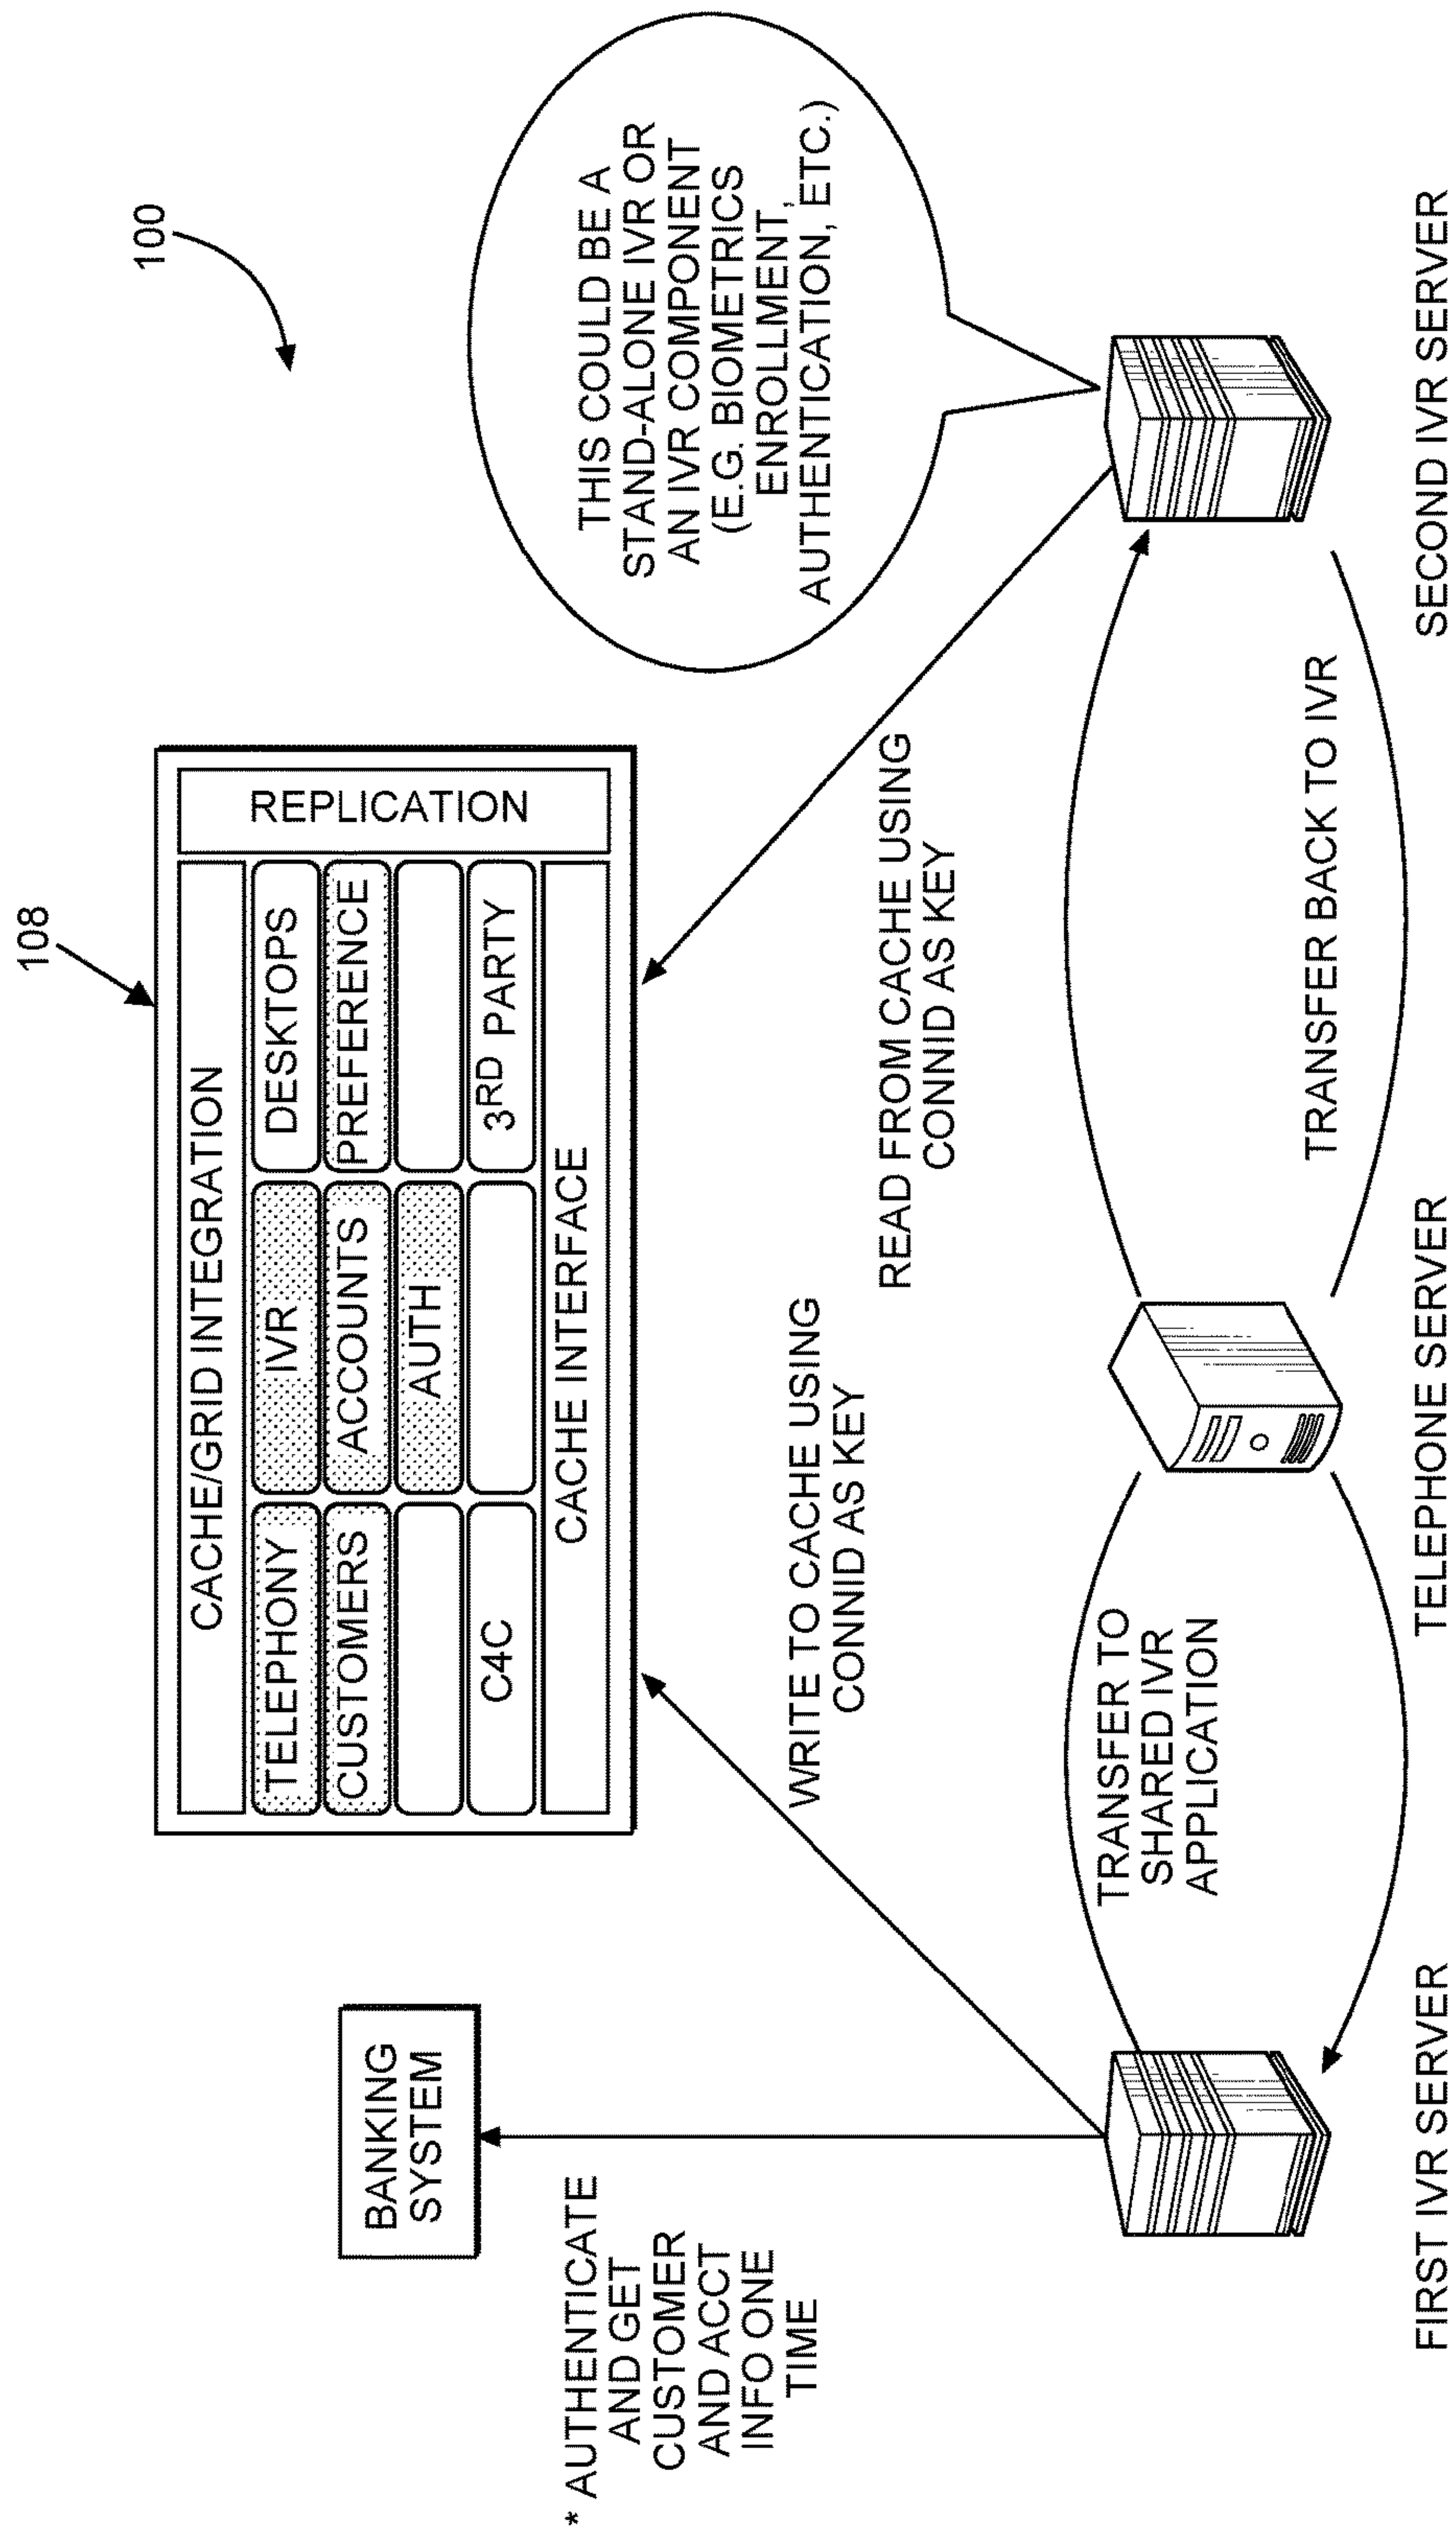 100
108
CACHE/GRID INTEGRATION
REPLICATION
TELEPHONY
IVR
DESKTOPS
CUSTOMERS
ACCOUNTS
PREFERENCE
AUTH
C4C
3RD PARTY
CACHE INTERFACE
BANKING
SYSTEM
THIS COULD BE A
STAND-ALONE IVR OR
AN IVR COMPONENT
(E.G. BIOMETRICS
ENROLLMENT,
AUTHENTICATION, ETC.)
* AUTHENTICATE
AND GET
CUSTOMER
AND ACCT
INFO ONE
TIME
WRITE TO CACHE USING
CONNID AS KEY
READ FROM CACHE USING
CONNID AS KEY
TRANSFER TO
SHARED IVR
APPLICATION
TRANSFER BACK TO IVR
FIRST IVR SERVER
TELEPHONE SERVER
SECOND IVR SERVER